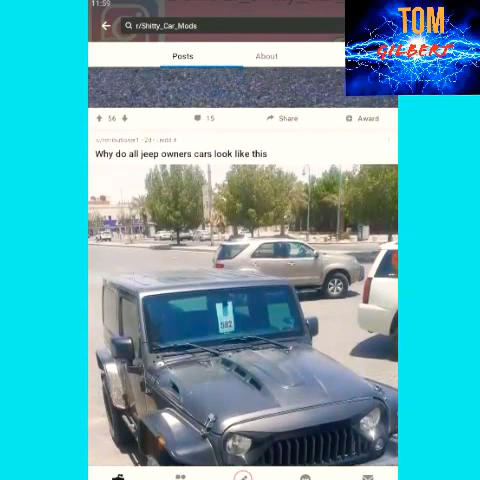 11:59
r/Shitty_Car_Mods
TOM
GILBERT
Posts
About
56
15
Share
Award
Why do all jeep owners cars look like this
582